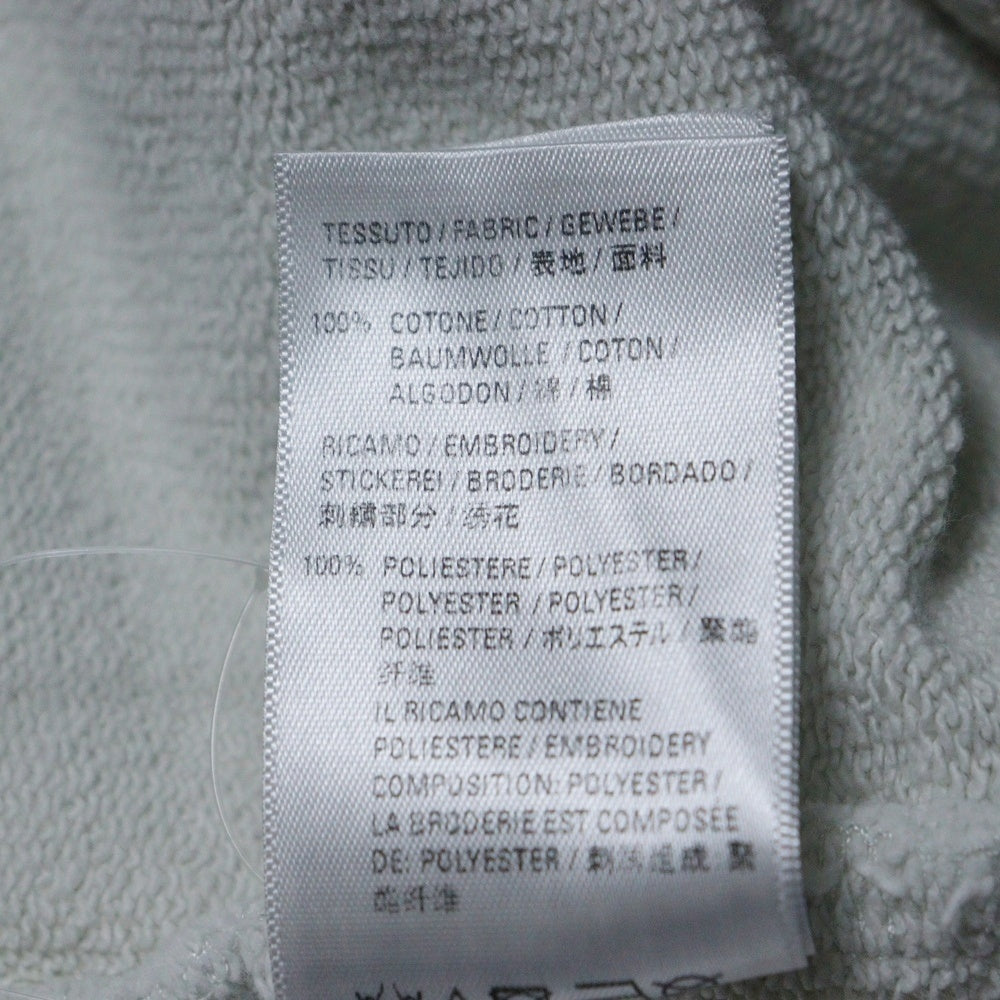 TESSUTO / FABRIC / GEWEBE /
TISSU / TEJIDO / 表地 / 面料
100% COTONE / COTTON /
BAUMWOLLE / COTON /
ALGODON / 綿 / 棉
RICAMO / EMBROIDERY /
STICKEREI / BRODERIE / BORDADO /
刺繍部分 / 绣花
100% POLIESTERE / POLYESTER /
POLYESTER / POLYESTER /
POLIESTER / ポリエステル / 聚酯
纤维
IL RICAMO CONTIENE
POLIESTERE / EMBROIDERY
COMPOSITION: POLYESTER /
LA BRODERIE EST COMPOSÉE
DE: POLYESTER / 刺绣组成 聚
酯纤维